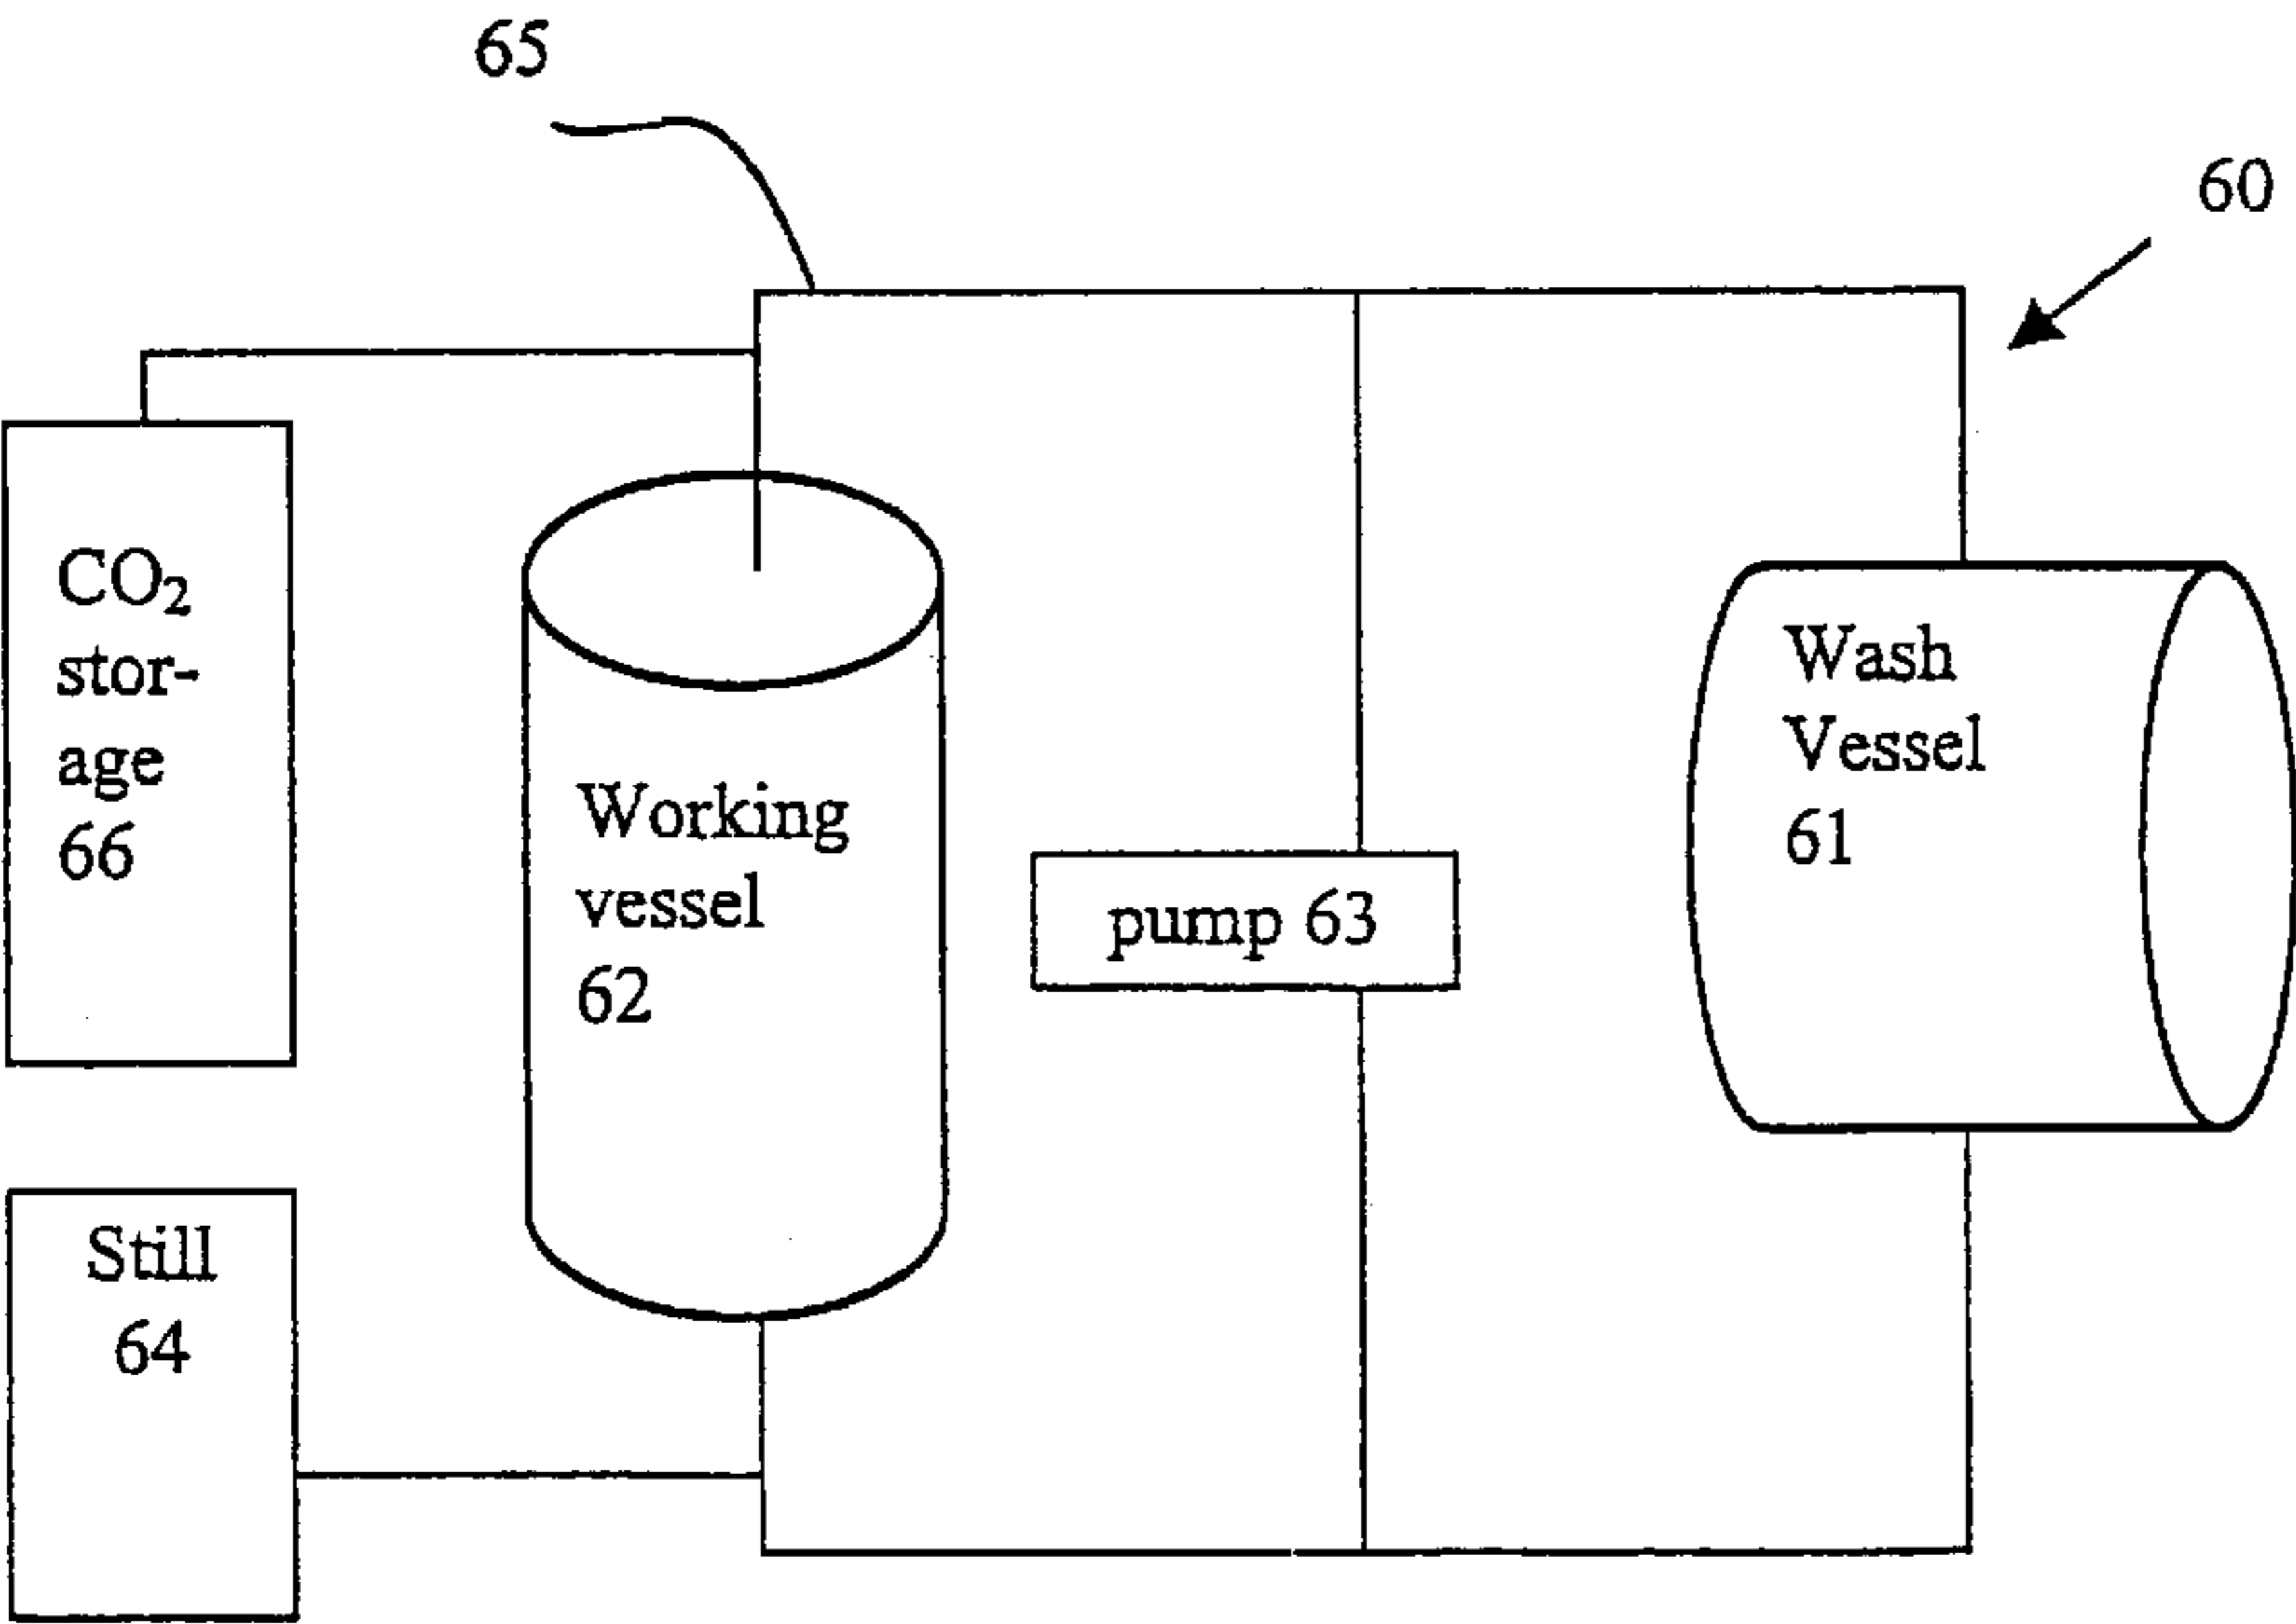 65
60
CO₂
stor-
age
66
Working
vessel
62
pump 63
Wash
Vessel
61
Still
64